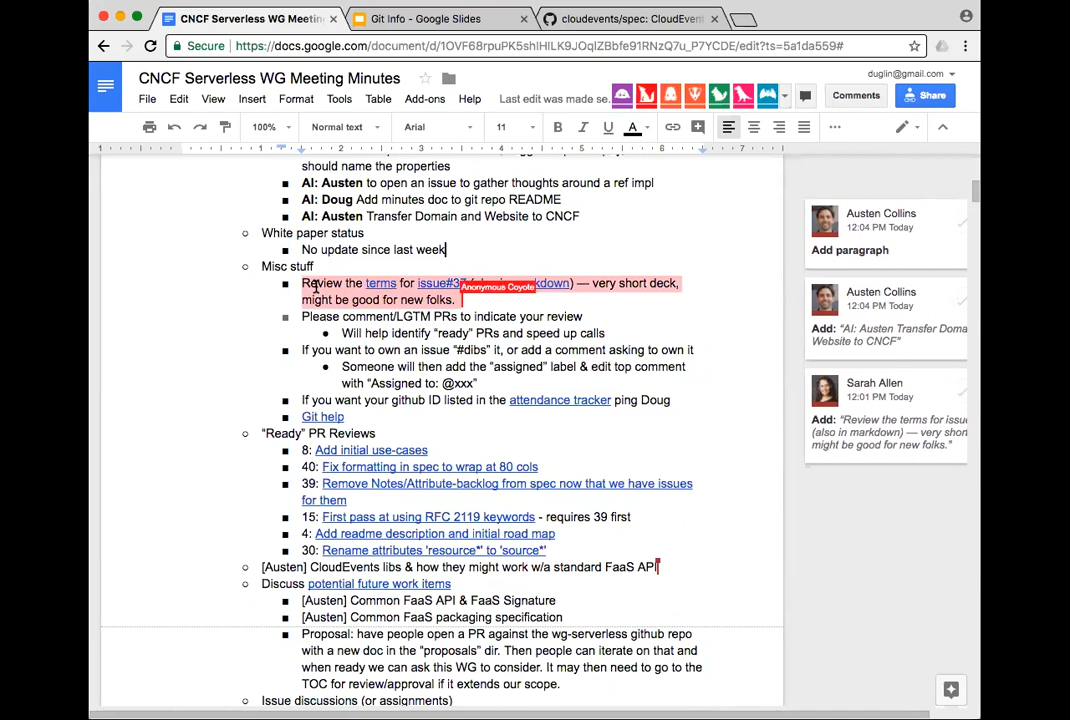 CNCF Serverless WG Meetin
Git Info - Google Slides
cloudevents/spec: CloudEven
Secure
https://docs.google.com/document/d/1OVF68rpuPK5shlHlLK9JOqlZBbfe91RNzQ7u_P7YCDE/edit?ts=5a1da559#
CNCF Serverless WG Meeting Minutes
duglin@gmail.com
File Edit View Insert Format Tools Table Add-ons Help Last edit was made se..
Comments
Share
100% Normal text Arial 11 B I U A
1 1 2 3 4 5 6 7
should name the properties
AI: Austen to open an issue to gather thoughts around a ref impl
AI: Doug Add minutes doc to git repo README
AI: Austen Transfer Domain and Website to CNCF
White paper status
No update since last week
Misc stuff
Review the terms for issue#37 kdown) — very short deck,
Anonymous Coyote
might be good for new folks.
Please comment/LGTM PRs to indicate your review
Will help identify “ready” PRs and speed up calls
If you want to own an issue “#dibs” it, or add a comment asking to own it
Someone will then add the “assigned” label & edit top comment
with “Assigned to: @xxx”
If you want your github ID listed in the attendance tracker ping Doug
Git help
“Ready” PR Reviews
8: Add initial use-cases
40: Fix formatting in spec to wrap at 80 cols
39: Remove Notes/Attribute-backlog from spec now that we have issues
for them
15: First pass at using RFC 2119 keywords - requires 39 first
4: Add readme description and initial road map
30: Rename attributes 'resource*' to 'source*'
[Austen] CloudEvents libs & how they might work w/a standard FaaS API
Discuss potential future work items
[Austen] Common FaaS API & FaaS Signature
[Austen] Common FaaS packaging specification
Proposal: have people open a PR against the wg-serverless github repo
with a new doc in the “proposals” dir. Then people can iterate on that and
when ready we can ask this WG to consider. It may then need to go to the
TOC for review/approval if it extends our scope.
Issue discussions (or assignments)
Austen Collins
12:04 PM Today
Add paragraph
Austen Collins
12:04 PM Today
Add: “AI: Austen Transfer Doma
Website to CNCF”
Sarah Allen
12:01 PM Today
Add: “Review the terms for issue
(also in markdown) — very short
might be good for new folks.”